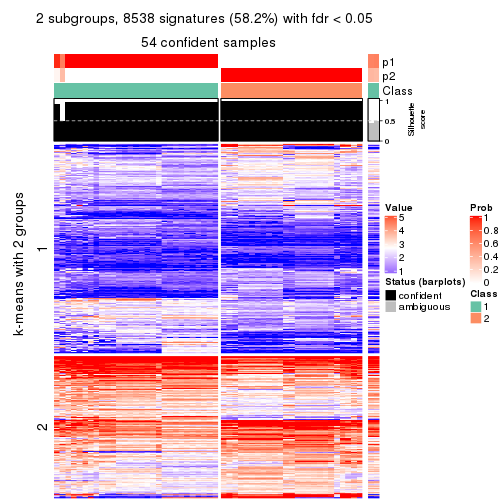 2 subgroups, 8538 signatures (58.2%) with fdr < 0.05
54 confident samples
p1
p2
Class
1
0.5
0
Silhouette
score
k-means with 2 groups
1
2
Value
5
4
3
2
1
Status (barplots)
confident
ambiguous
Prob
1
0.8
0.6
0.4
0.2
0
Class
1
2